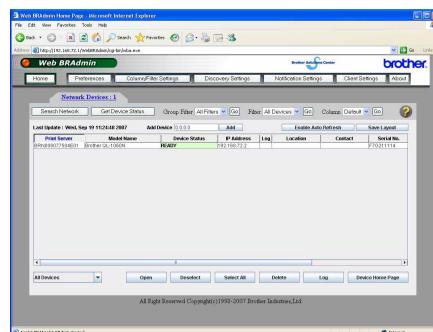 Web BRAdmin Home Page - Microsoft Internet Explorer
File Edit View Favorites Tools Help
Back Search Favorites
Address http://192.168.72.1/WebBRAdmin/cgi-bin/wba.exe Go Links
Web BRAdmin Brother Solutions Center brother
Home Preferences Column/Filter Settings Discovery Settings Notification Settings Client Settings About
Network Devices : 1
Search Network Get Device Status Group Filter All Filters Go Filter All Devices Go Column Default Go ?
Last Update : Wed, Sep 19 11:24:48 2007 Add Device 0.0.0.0 Add Enable Auto Refresh Save Layout
Print Server Model Name Device Status IP Address Log Location Contact Serial No.
Brother QL-1060N READY 192.168.72.2 F70211114
All Devices Open Deselect Select All Delete Log Device Home Page
All Right Reserved Copyright(c)1998-2007 Brother Industries,Ltd.